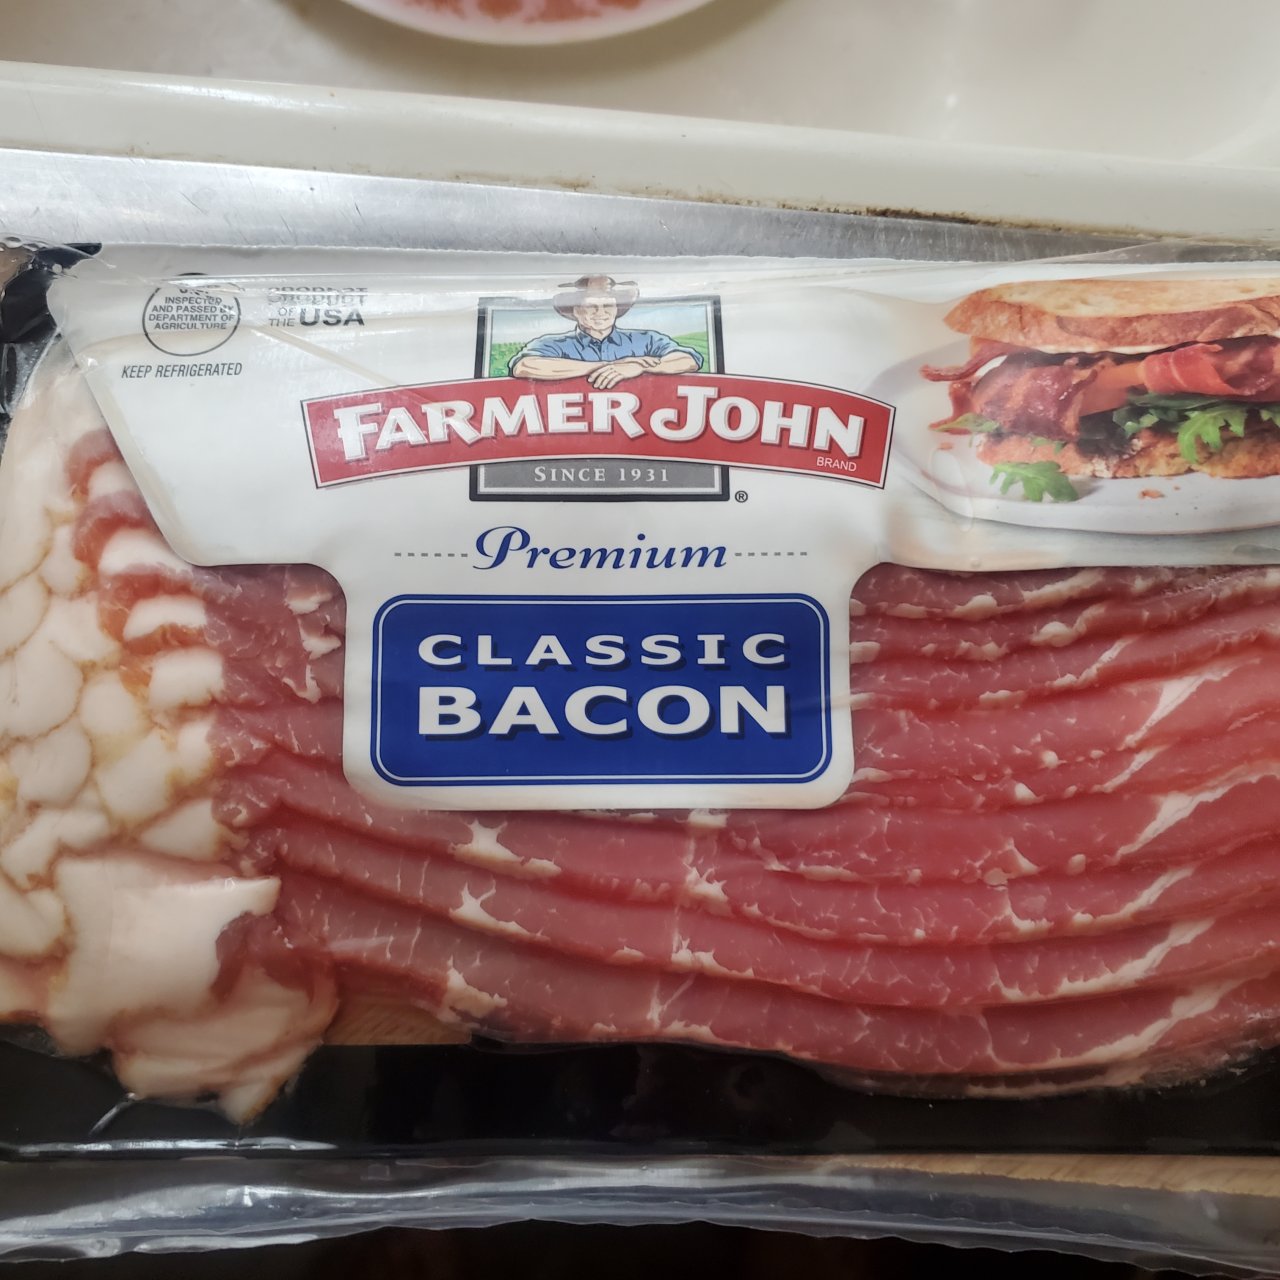 INSPECTED
AND PASSED BY
DEPARTMENT OF
AGRICULTURE
KEEP REFRIGERATED
PRODUCT
OF
THE USA
FARMER JOHN
BRAND
SINCE 1931
®
Premium
CLASSIC
BACON